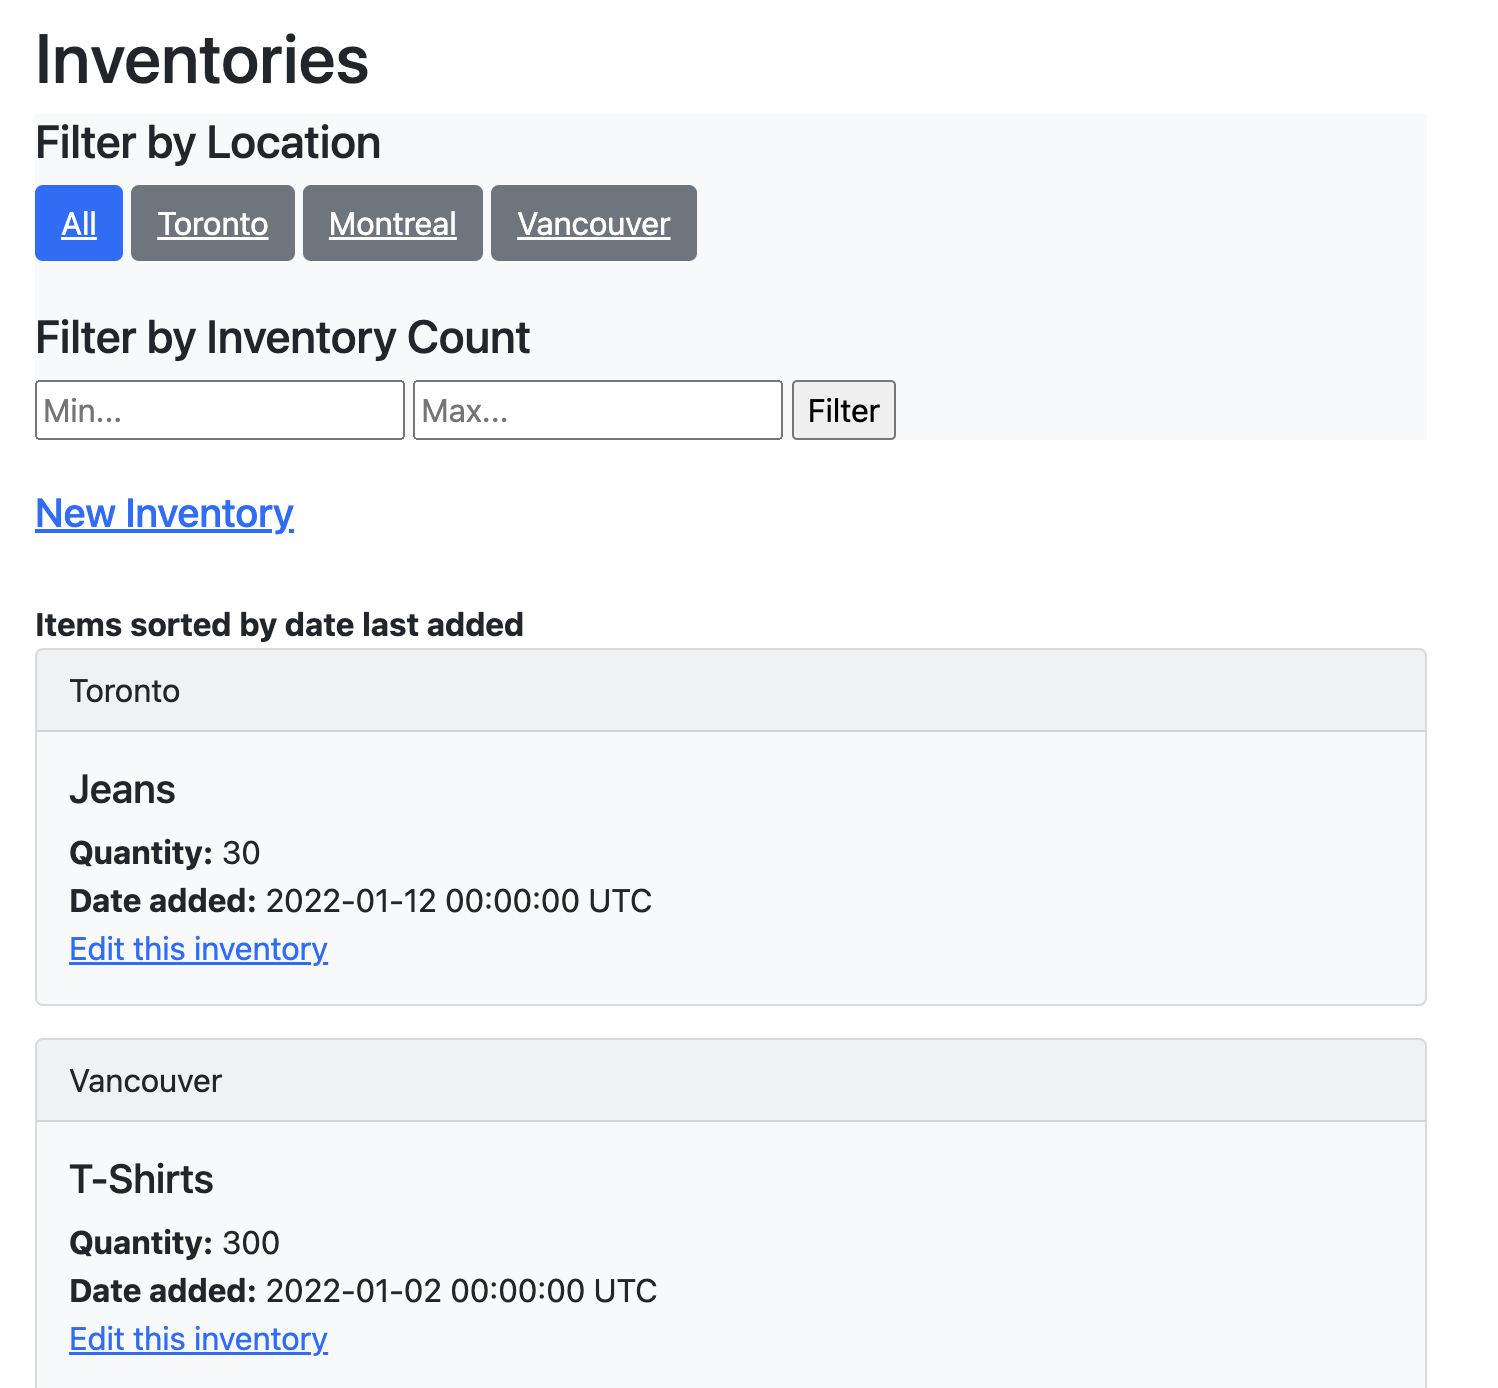 Inventories
Filter by Location
All Toronto Montreal Vancouver
Filter by Inventory Count
Min... Max... Filter
New Inventory
Items sorted by date last added
Toronto
Jeans
Quantity: 30
Date added: 2022-01-12 00:00:00 UTC
Edit this inventory
Vancouver
T-Shirts
Quantity: 300
Date added: 2022-01-02 00:00:00 UTC
Edit this inventory